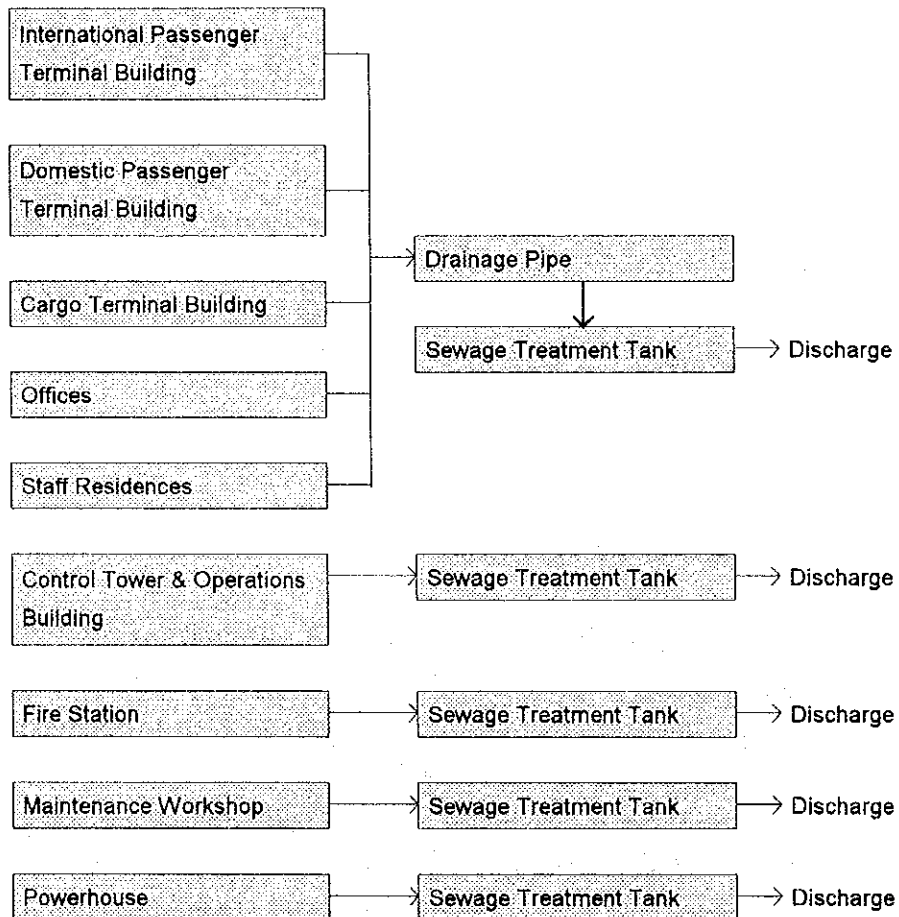 International Passenger
Terminal Building
Domestic Passenger
Terminal Building
Drainage Pipe
Cargo Terminal Building
Sewage Treatment Tank
Discharge
Offices
Staff Residences
Control Tower & Operations
Building
Sewage Treatment Tank
Discharge
Fire Station
Sewage Treatment Tank
Discharge
Maintenance Workshop
Sewage Treatment Tank
Discharge
Powerhouse
Sewage Treatment Tank
Discharge